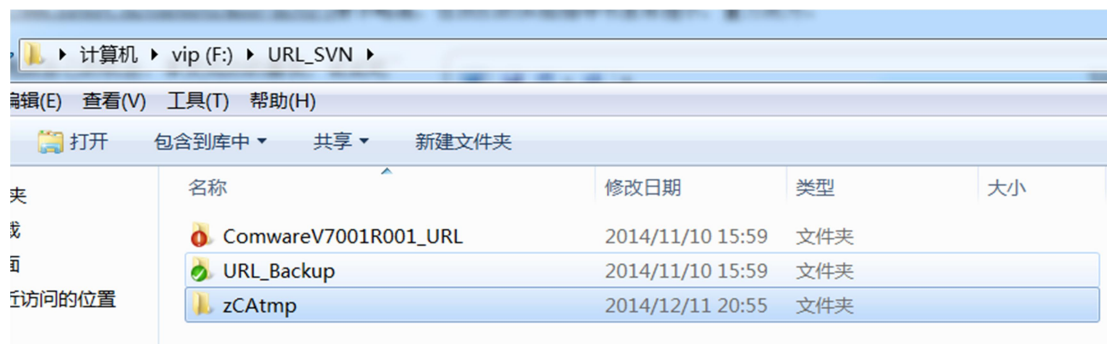 计算机 vip (F:) URL_SVN
编辑(E) 查看(V) 工具(T) 帮助(H)
打开 包含到库中 共享 新建文件夹
名称 修改日期 类型 大小
夹
ComwareV7001R001_URL 2014/11/10 15:59 文件夹
URL_Backup 2014/11/10 15:59 文件夹
面
近访问的位置
zCAtmp 2014/12/11 20:55 文件夹